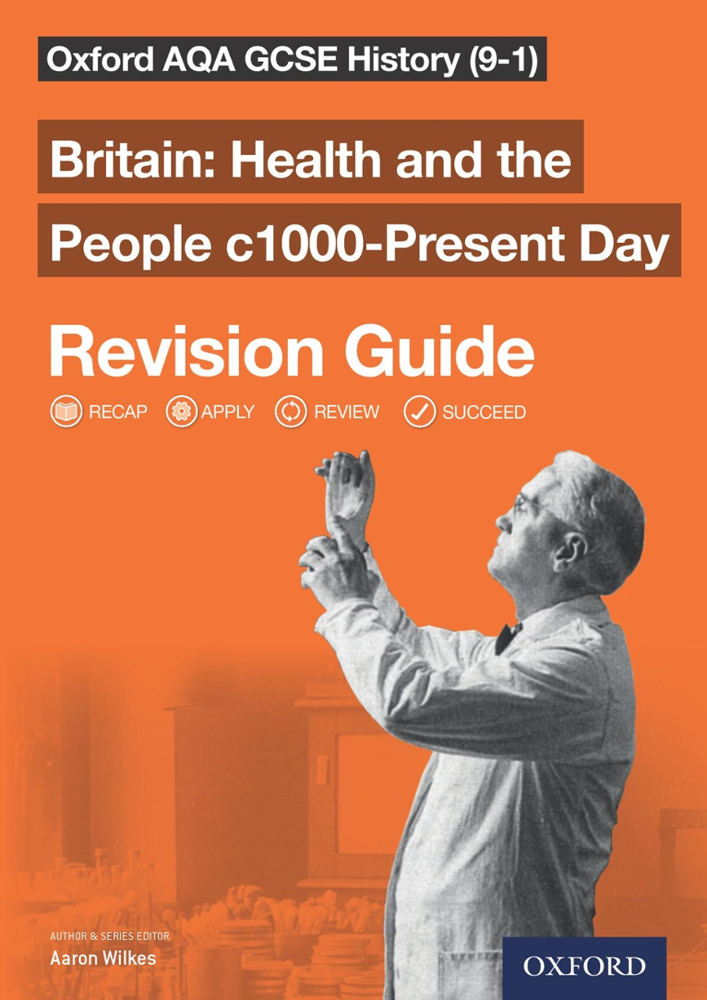 Oxford AQA GCSE History (9-1)
Britain: Health and the
People c1000-Present Day
Revision Guide
RECAP APPLY REVIEW SUCCEED
AUTHOR & SERIES EDITOR
Aaron Wilkes
OXFORD